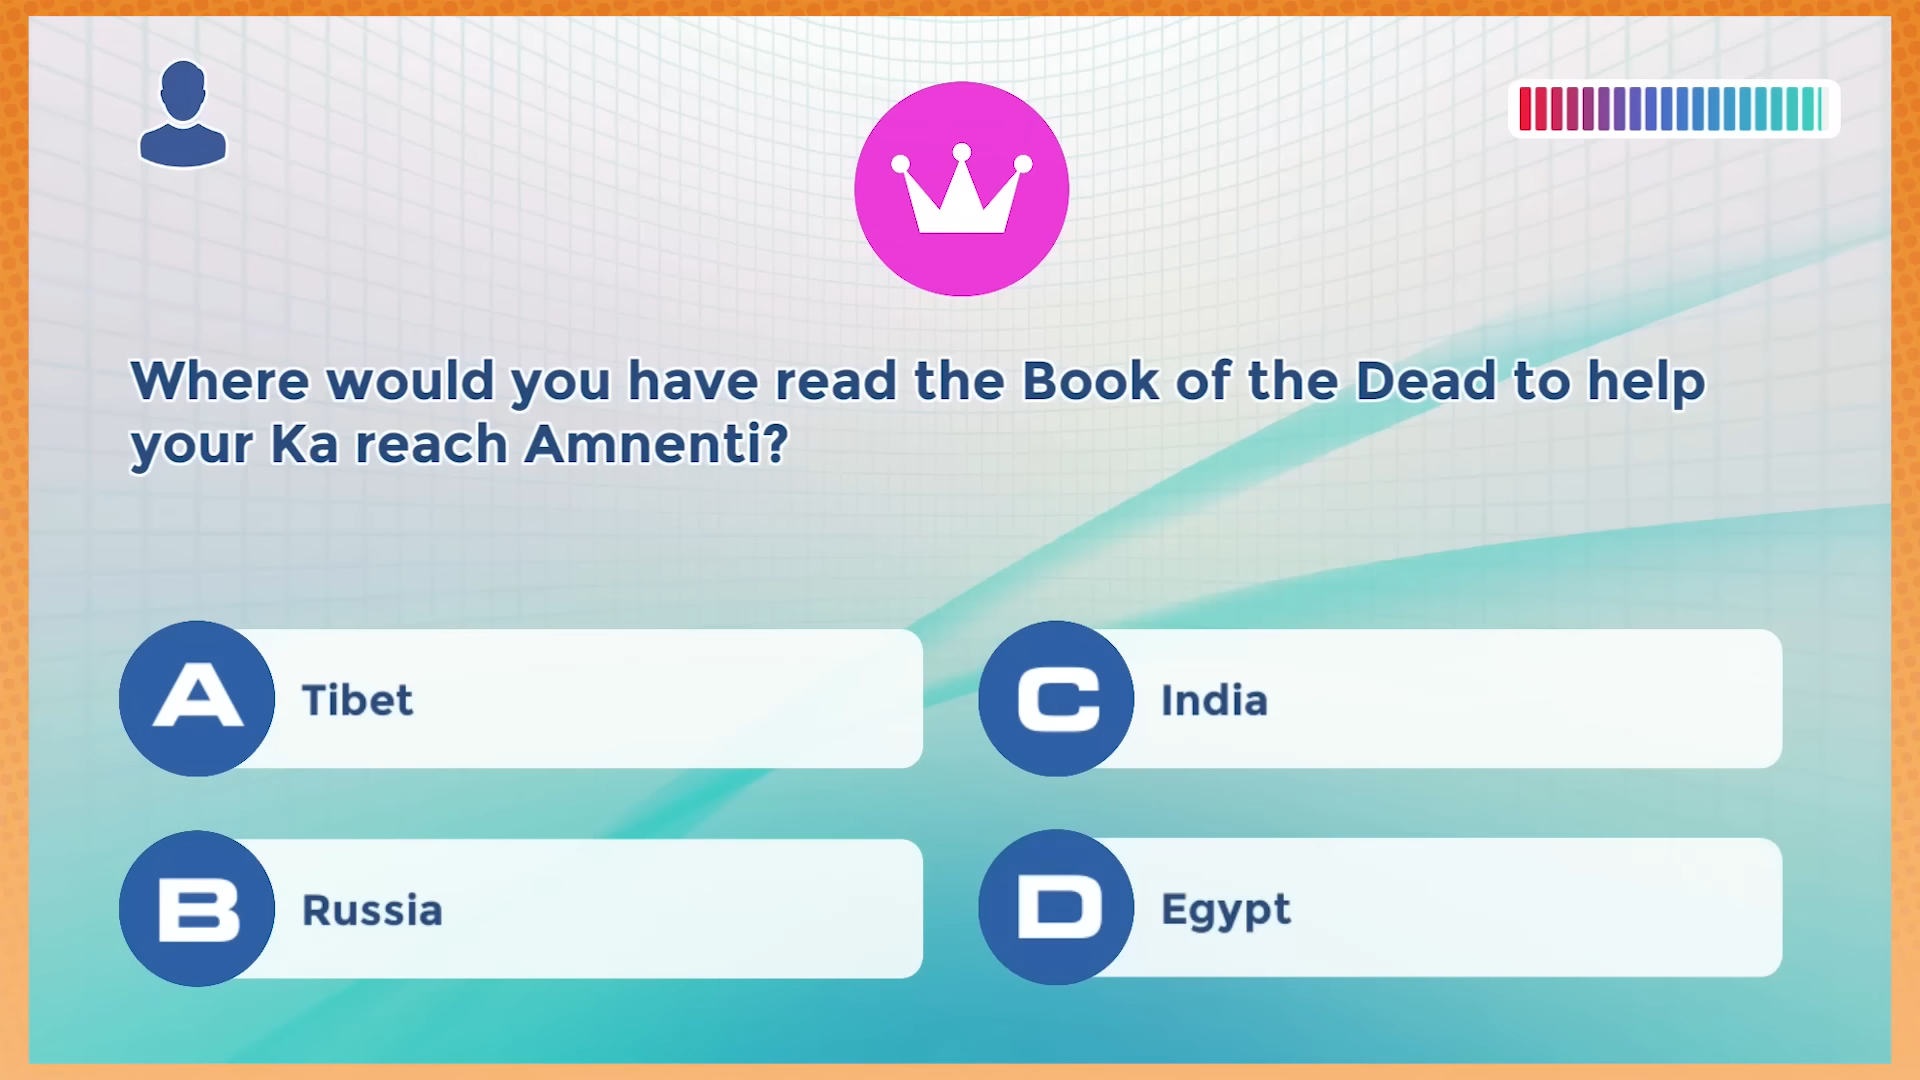 Where would you have read the Book of the Dead to help
your Ka reach Amnenti?
A Tibet
C India
B Russia
D Egypt